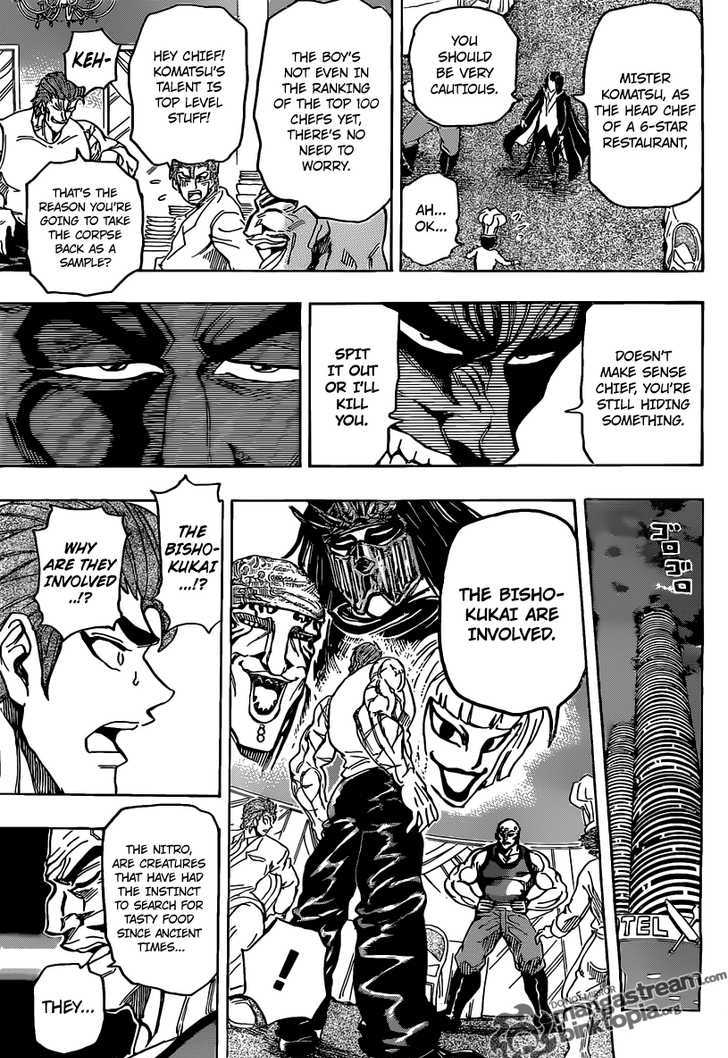 MISTER
KOMATSU, AS
THE HEAD CHEF
OF A 6-STAR
RESTAURANT,
YOU
SHOULD
BE VERY
CAUTIOUS.
AH...
OK...
THE BOY'S
NOT EVEN IN
THE RANKING
OF THE TOP 100
CHEFS YET,
THERE'S NO
NEED TO
WORRY.
HEY CHIEF!
KOMATSU'S
TALENT IS
TOP LEVEL
STUFF!
KEH-
THAT'S THE
REASON YOU'RE
GOING TO TAKE
THE CORPSE
BACK AS A
SAMPLE?
DOESN'T
MAKE SENSE
CHIEF, YOU'RE
STILL HIDING
SOMETHING.
SPIT
IT OUT
OR I'LL
KILL
YOU.
ゴロゴロ
TEL
THE BISHO-
KUKAI ARE
INVOLVED.
!
THE
BISHO-
KUKAI
...!?
WHY
ARE THEY
INVOLVED
..!?
THE NITRO,
ARE CREATURES
THAT HAVE HAD
THE INSTINCT
TO SEARCH FOR
TASTY FOOD
SINCE ANCIENT
TIMES...
THEY...
mangastream.com
pinktopia.org